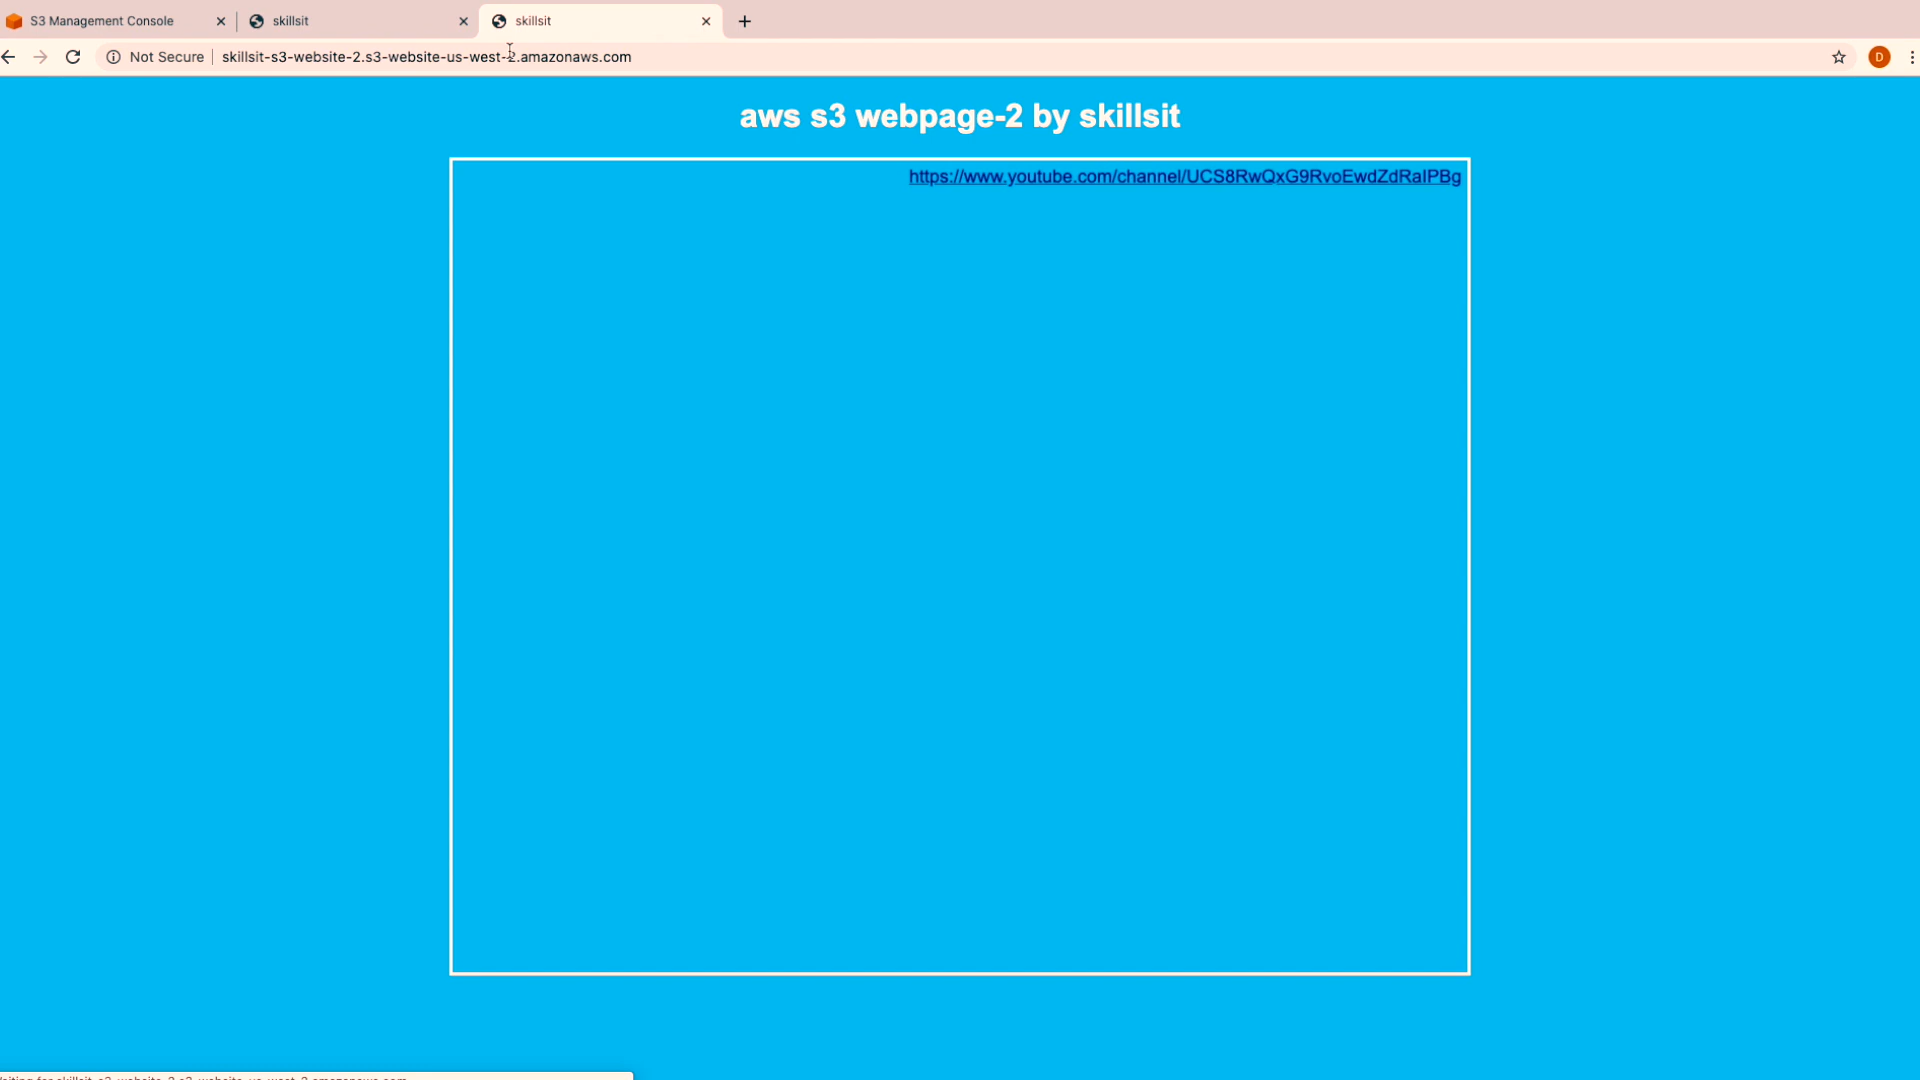 S3 Management Console
skillsit
skillsit
Not Secure
skillsit-s3-website-2.s3-website-us-west-2.amazonaws.com
D
aws s3 webpage-2 by skillsit
https://www.youtube.com/channel/UCS8RwQxG9RvoEwdZdRaIPBg